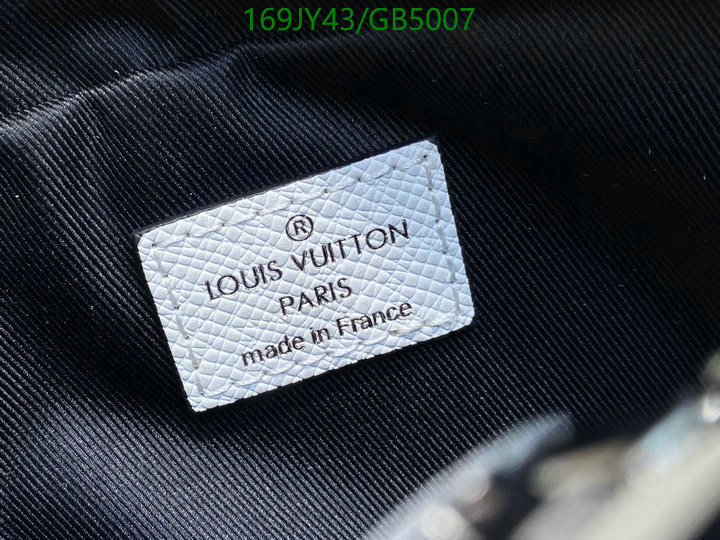 169JY43/GB5007
®
LOUIS VUITTON
PARIS
made in France